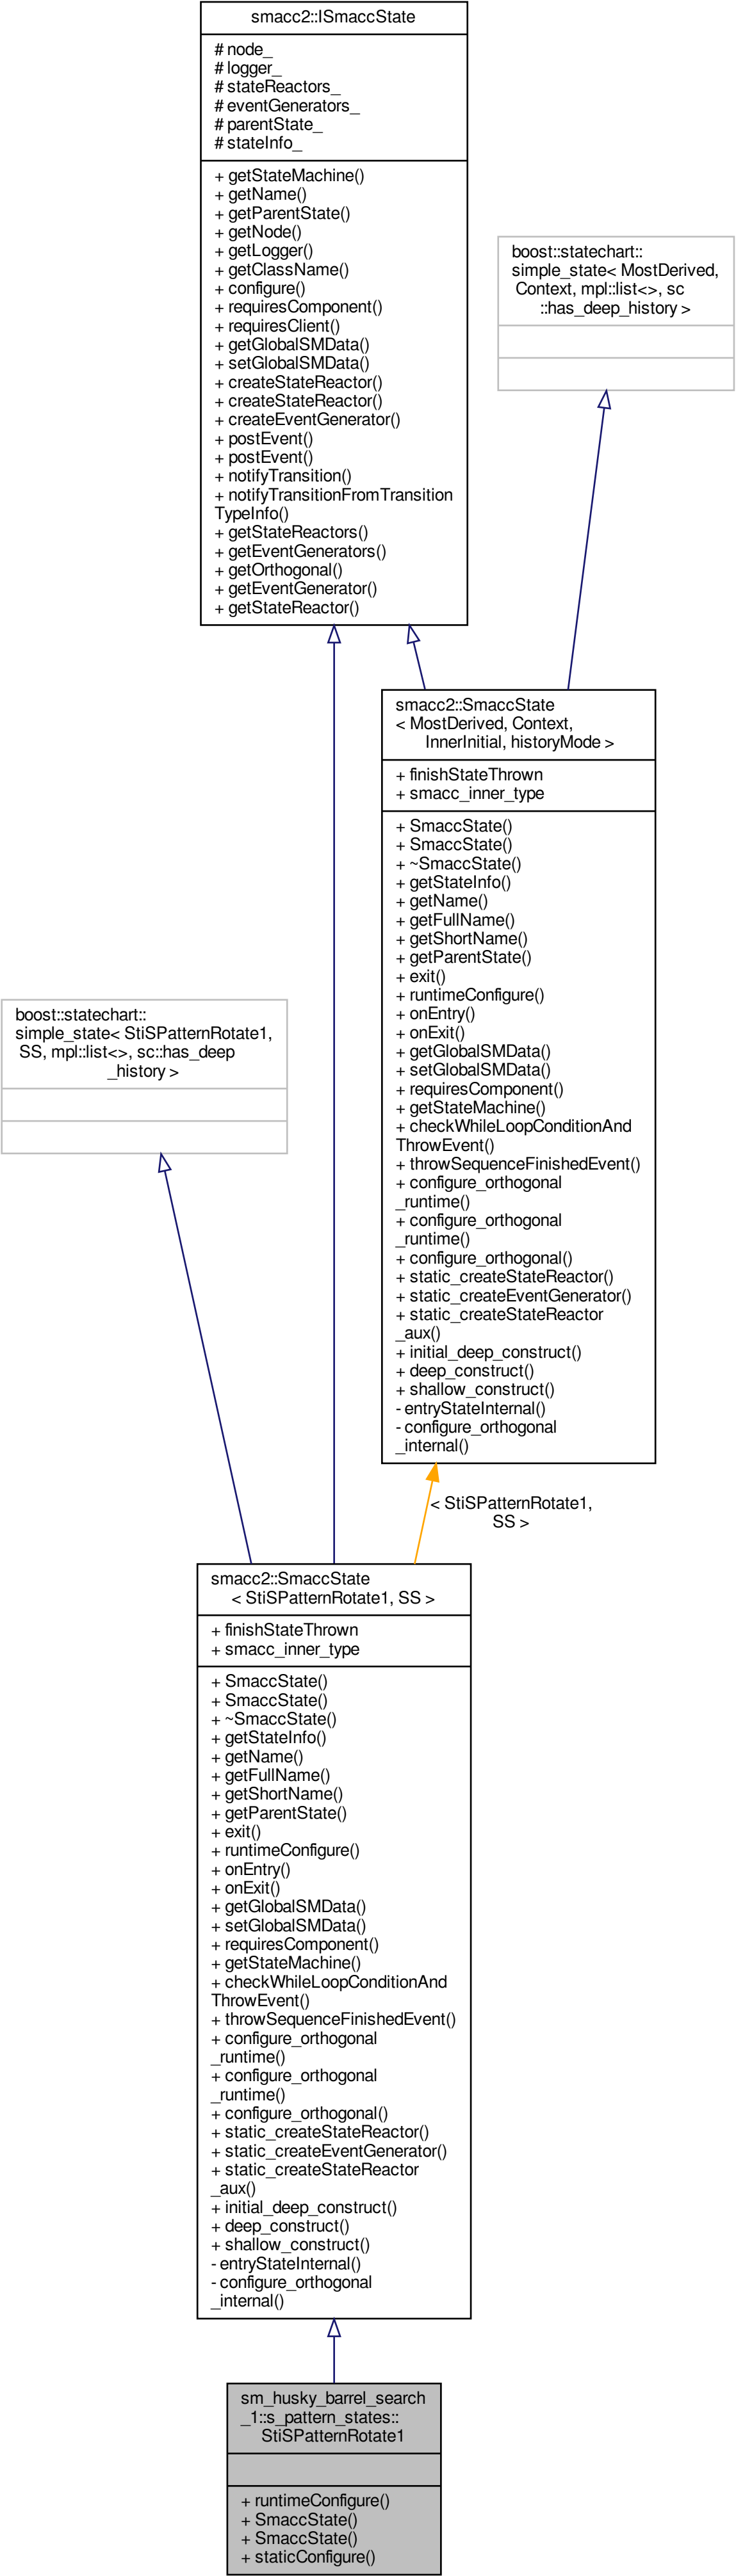 smacc2::ISmaccState
# node_
# logger_
# stateReactors_
# eventGenerators_
# parentState_
# stateInfo_
+ getStateMachine()
+ getName()
+ getParentState()
+ getNode()
+ getLogger()
+ getClassName()
+ configure()
+ requiresComponent()
+ requiresClient()
+ getGlobalSMData()
+ setGlobalSMData()
+ createStateReactor()
+ createStateReactor()
+ createEventGenerator()
+ postEvent()
+ postEvent()
+ notifyTransition()
+ notifyTransitionFromTransition
TypeInfo()
+ getStateReactors()
+ getEventGenerators()
+ getOrthogonal()
+ getEventGenerator()
+ getStateReactor()
boost::statechart::
simple_state< MostDerived,
Context, mpl::list<>, sc
::has_deep_history >
smacc2::SmaccState
< MostDerived, Context,
InnerInitial, historyMode >
+ finishStateThrown
+ smacc_inner_type
+ SmaccState()
+ SmaccState()
+ ~SmaccState()
+ getStateInfo()
+ getName()
+ getFullName()
+ getShortName()
+ getParentState()
+ exit()
+ runtimeConfigure()
+ onEntry()
+ onExit()
+ getGlobalSMData()
+ setGlobalSMData()
+ requiresComponent()
+ getStateMachine()
+ checkWhileLoopConditionAnd
ThrowEvent()
+ throwSequenceFinishedEvent()
+ configure_orthogonal
_runtime()
+ configure_orthogonal
_runtime()
+ configure_orthogonal()
+ static_createStateReactor()
+ static_createEventGenerator()
+ static_createStateReactor
_aux()
+ initial_deep_construct()
+ deep_construct()
+ shallow_construct()
- entryStateInternal()
- configure_orthogonal
_internal()
boost::statechart::
simple_state< StiSPatternRotate1,
SS, mpl::list<>, sc::has_deep
_history >
< StiSPatternRotate1,
SS >
smacc2::SmaccState
< StiSPatternRotate1, SS >
+ finishStateThrown
+ smacc_inner_type
+ SmaccState()
+ SmaccState()
+ ~SmaccState()
+ getStateInfo()
+ getName()
+ getFullName()
+ getShortName()
+ getParentState()
+ exit()
+ runtimeConfigure()
+ onEntry()
+ onExit()
+ getGlobalSMData()
+ setGlobalSMData()
+ requiresComponent()
+ getStateMachine()
+ checkWhileLoopConditionAnd
ThrowEvent()
+ throwSequenceFinishedEvent()
+ configure_orthogonal
_runtime()
+ configure_orthogonal
_runtime()
+ configure_orthogonal()
+ static_createStateReactor()
+ static_createEventGenerator()
+ static_createStateReactor
_aux()
+ initial_deep_construct()
+ deep_construct()
+ shallow_construct()
- entryStateInternal()
- configure_orthogonal
_internal()
sm_husky_barrel_search
_1::s_pattern_states::
StiSPatternRotate1
+ runtimeConfigure()
+ SmaccState()
+ SmaccState()
+ staticConfigure()